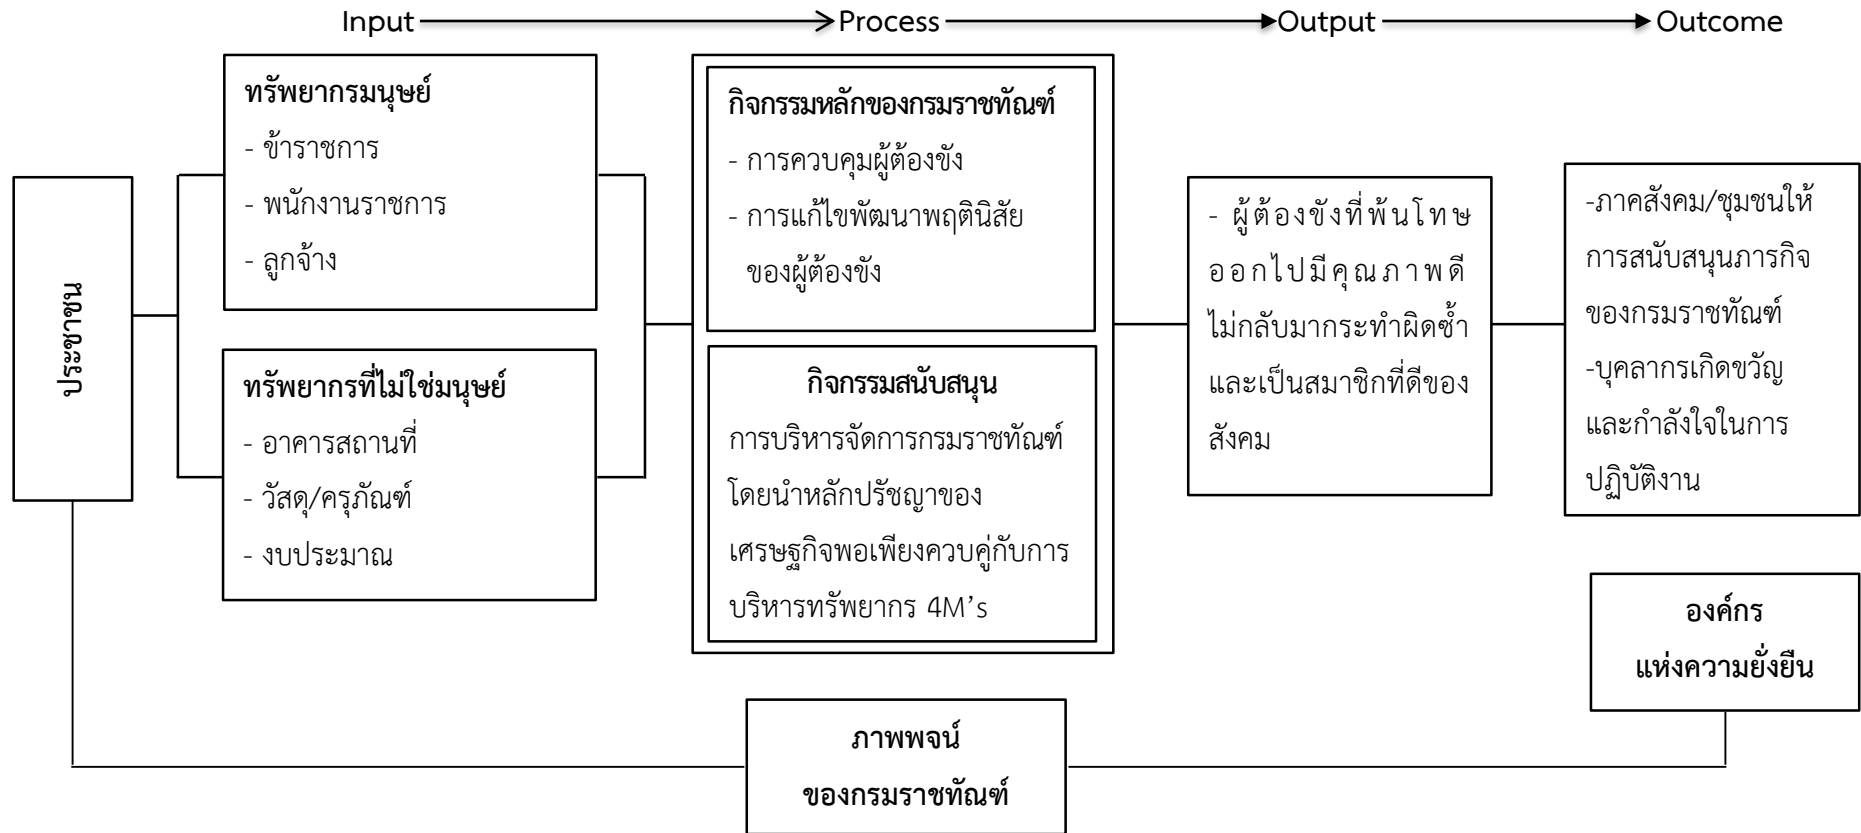 Input Process Output Outcome
ประชาชน
ทรัพยากรมนุษย์
- ข้าราชการ
- พนักงานราชการ
- ลูกจ้าง
ทรัพยากรที่ไม่ใช่มนุษย์
- อาคารสถานที่
- วัสดุ/ครุภัณฑ์
- งบประมาณ
กิจกรรมหลักของกรมราชทัณฑ์
- การควบคุมผู้ต้องขัง
- การแก้ไขพัฒนาพฤตินิสัย
ของผู้ต้องขัง
กิจกรรมสนับสนุน
การบริหารจัดการกรมราชทัณฑ์
โดยนำหลักปรัชญาของ
เศรษฐกิจพอเพียงควบคู่กับการ
บริหารทรัพยากร 4M’s
- ผู้ต้องขังที่พ้นโทษ
ออกไปมีคุณภาพดี
ไม่กลับมากระทำผิดซ้ำ
และเป็นสมาชิกที่ดีของ
สังคม
-ภาคสังคม/ชุมชนให้
การสนับสนุนภารกิจ
ของกรมราชทัณฑ์
-บุคลากรเกิดขวัญ
และกำลังใจในการ
ปฏิบัติงาน
องค์กร
แห่งความยั่งยืน
ภาพพจน์
ของกรมราชทัณฑ์